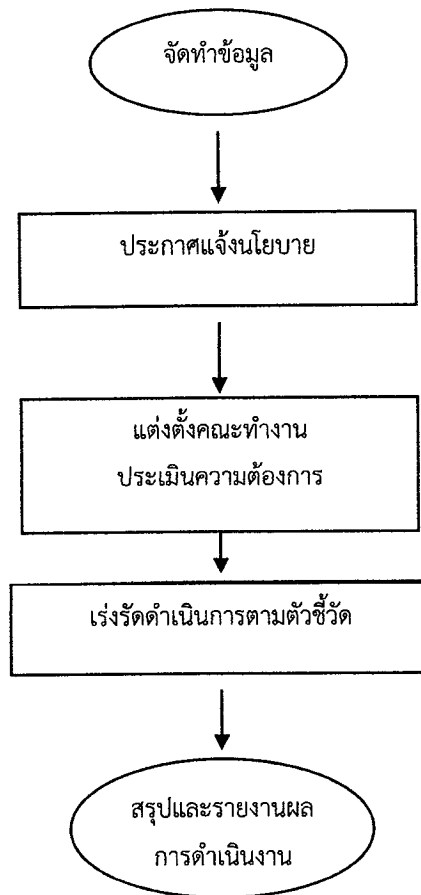 จัดทำข้อมูล
ประกาศแจ้งนโยบาย
แต่งตั้งคณะทำงาน
ประเมินความต้องการ
เร่งรัดดำเนินการตามตัวชี้วัด
สรุปและรายงานผล
การดำเนินงาน